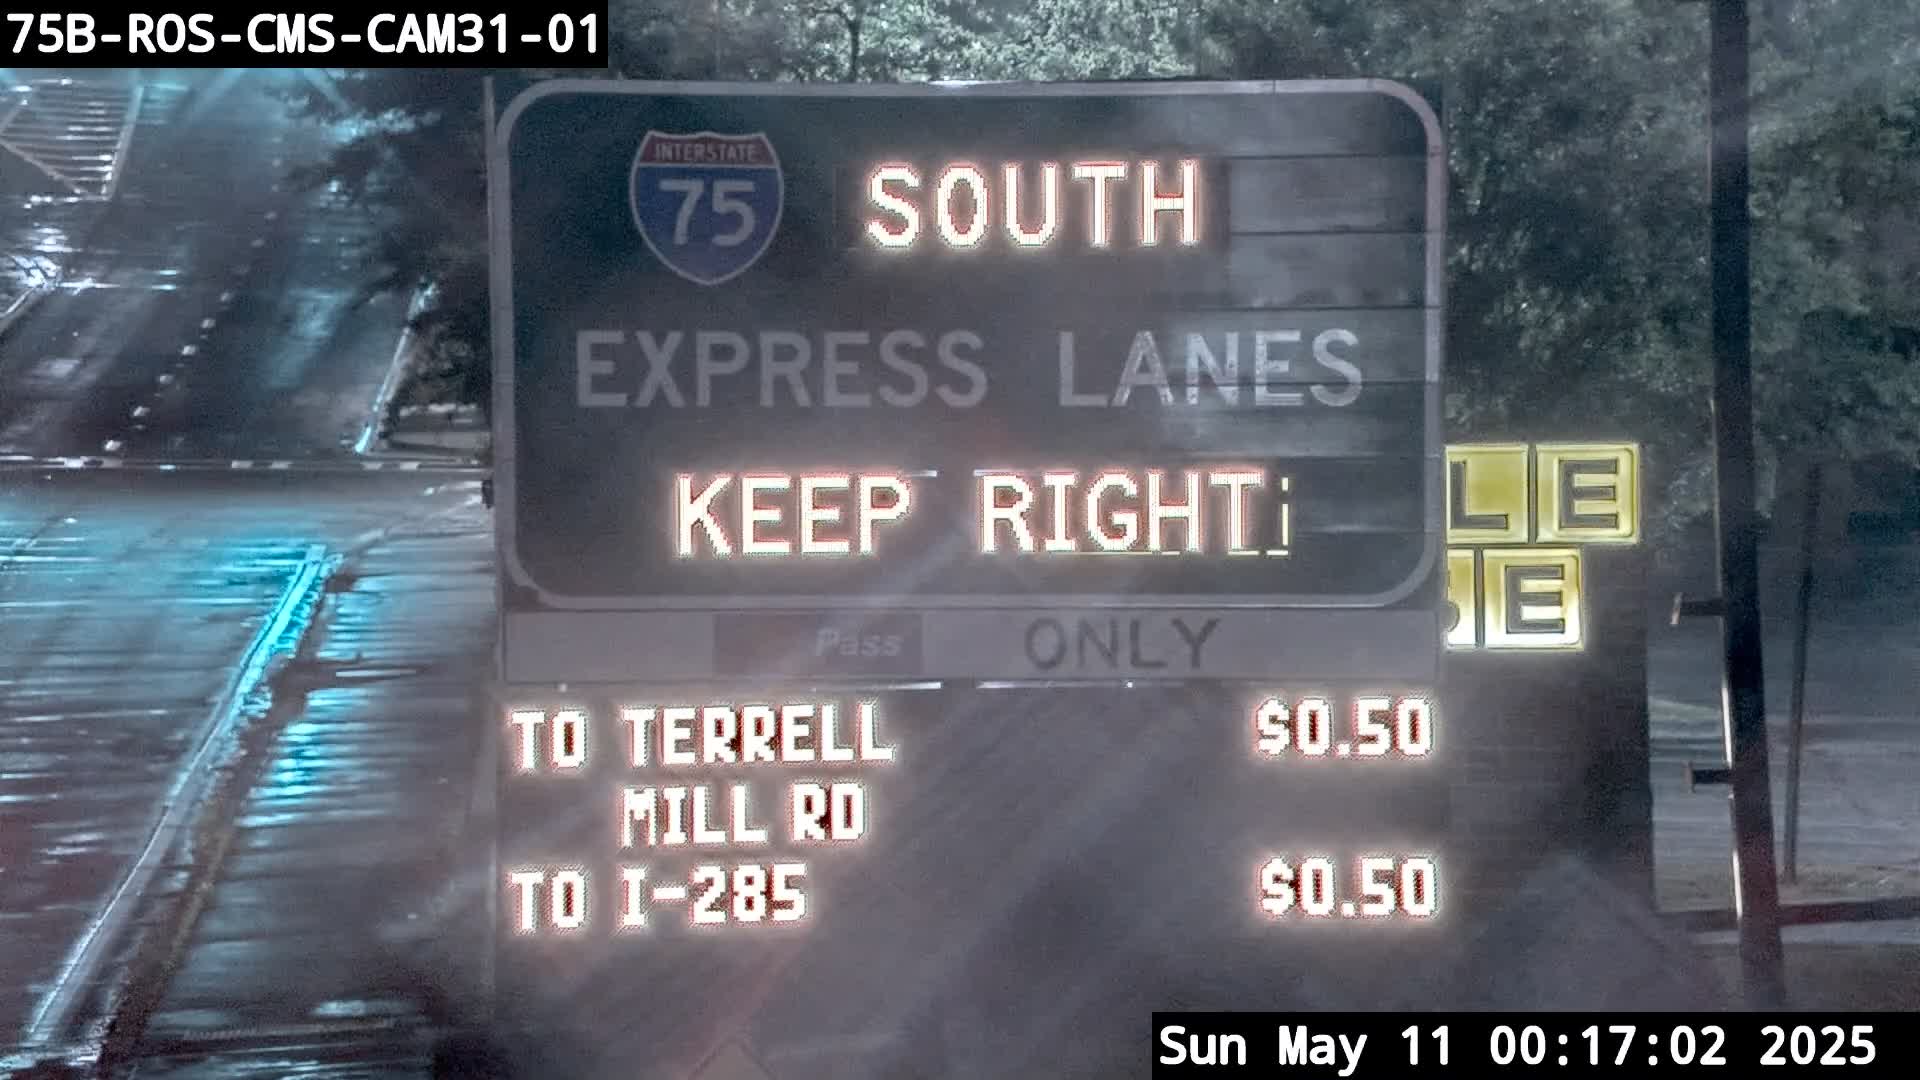 75B-ROS-CMS-CAM31-01
INTERSTATE
75
SOUTH
EXPRESS LANES
KEEP RIGHT
Pass ONLY
TO TERRELL $0.50
MILL RD
TO I-285 $0.50
LE
E
Sun May 11 00:17:02 2025